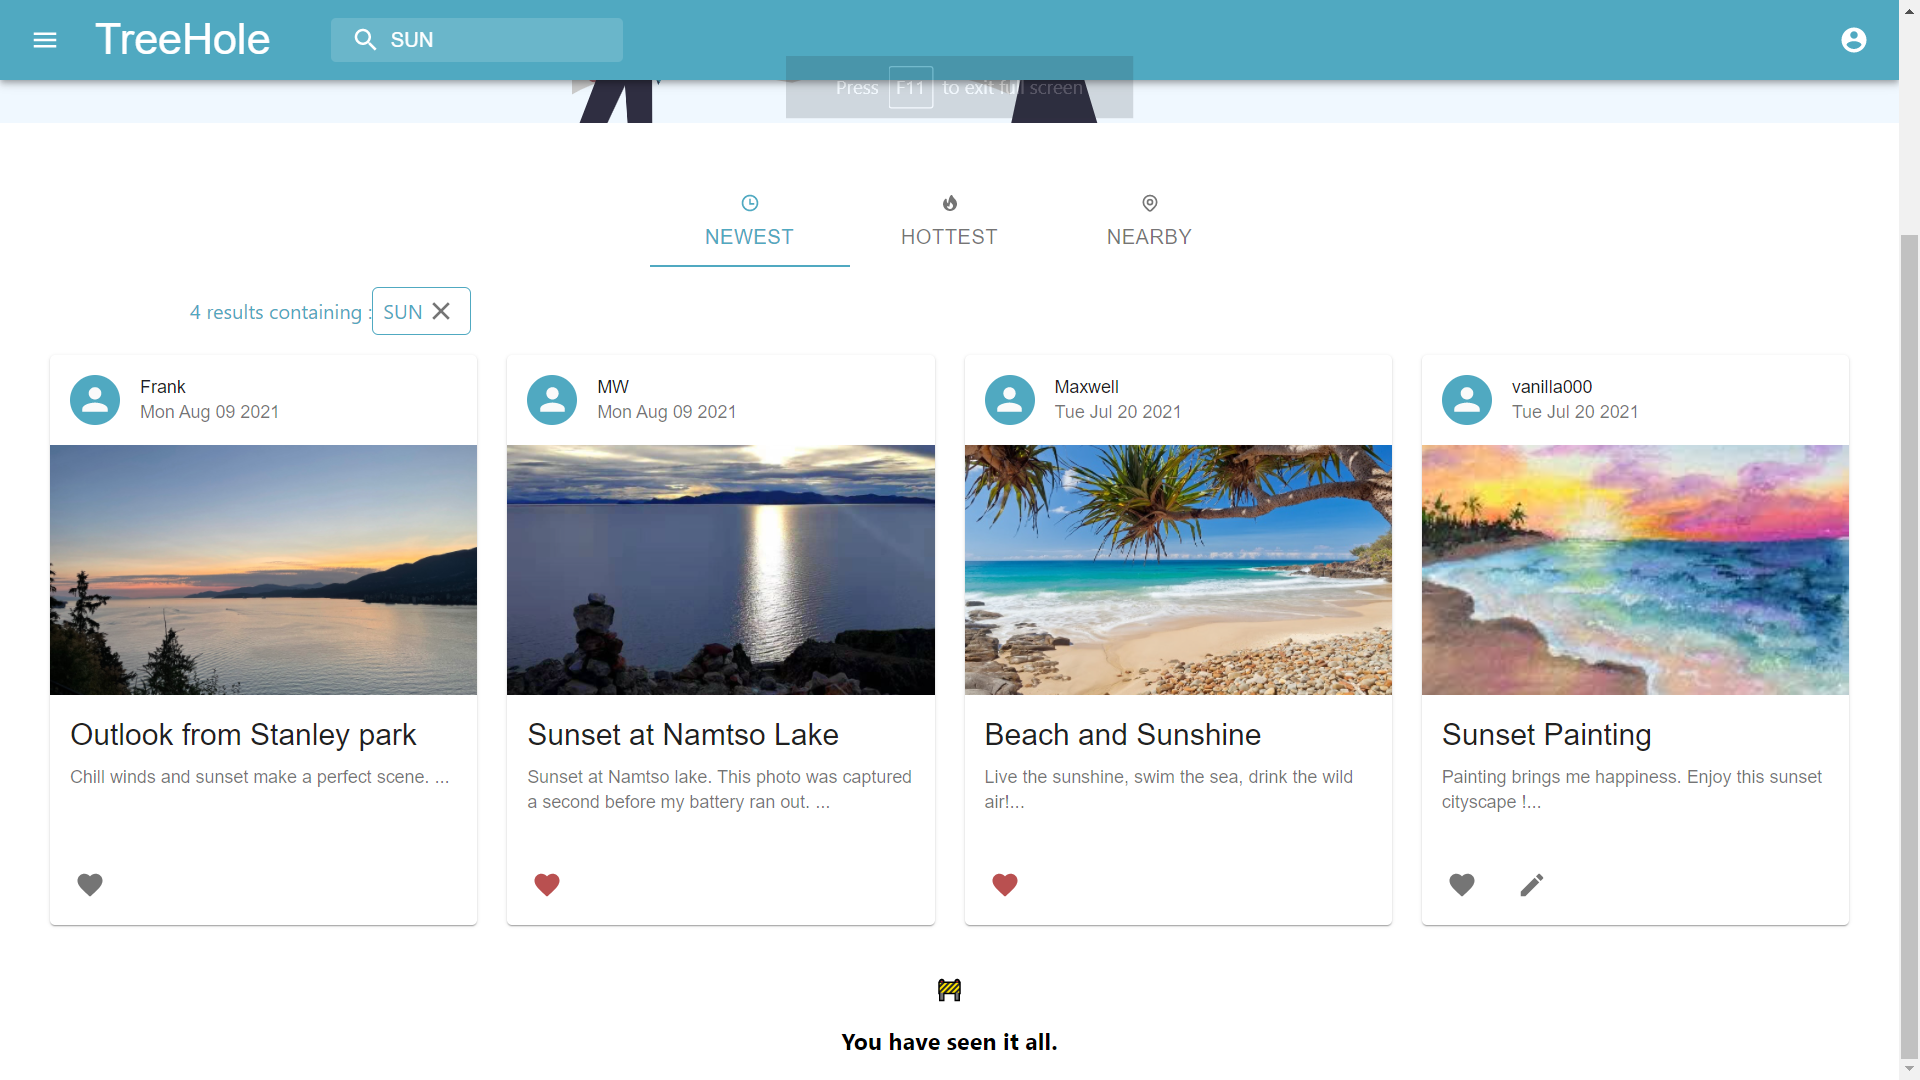 TreeHole
SUN
Press F11 to exit full screen
NEWEST
HOTTEST
NEARBY
4 results containing :
SUN
Frank
Mon Aug 09 2021
MW
Mon Aug 09 2021
Maxwell
Tue Jul 20 2021
vanilla000
Tue Jul 20 2021
Outlook from Stanley park
Chill winds and sunset make a perfect scene. ...
Sunset at Namtso Lake
Sunset at Namtso lake. This photo was captured
a second before my battery ran out. ...
Beach and Sunshine
Live the sunshine, swim the sea, drink the wild
air!...
Sunset Painting
Painting brings me happiness. Enjoy this sunset
cityscape !...
You have seen it all.